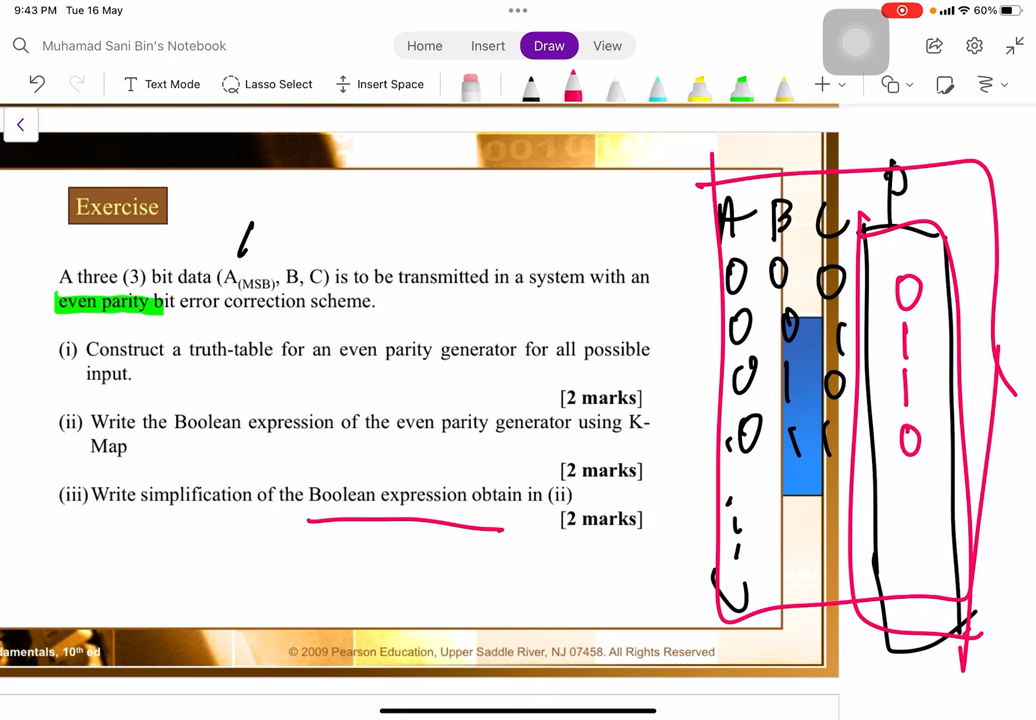 9:43 PM Tue 16 May
60%
Muhamad Sani Bin's Notebook
Home Insert Draw View
Text Mode Lasso Select Insert Space
Exercise
A three (3) bit data (A(MSB), B, C) is to be transmitted in a system with an
even parity bit error correction scheme.
(i) Construct a truth-table for an even parity generator for all possible
input.
[2 marks]
(ii) Write the Boolean expression of the even parity generator using K-
Map
[2 marks]
(iii) Write simplification of the Boolean expression obtain in (ii)
[2 marks]
A B C P
0 0 0 0
0 0 1 1
0 1 0 1
0 1 1 0
damentals, 10th ed
© 2009 Pearson Education, Upper Saddle River, NJ 07458. All Rights Reserved